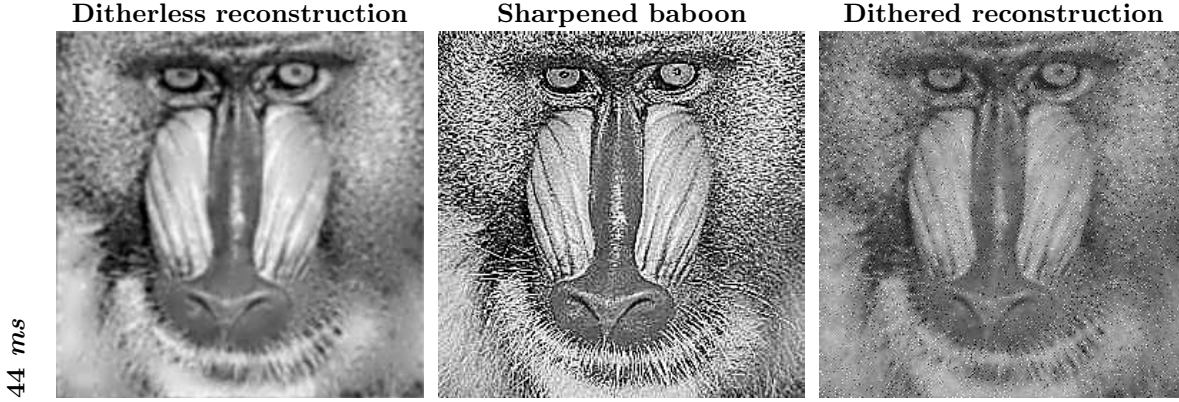 Ditherless reconstruction
Sharpened baboon
Dithered reconstruction
44 ms